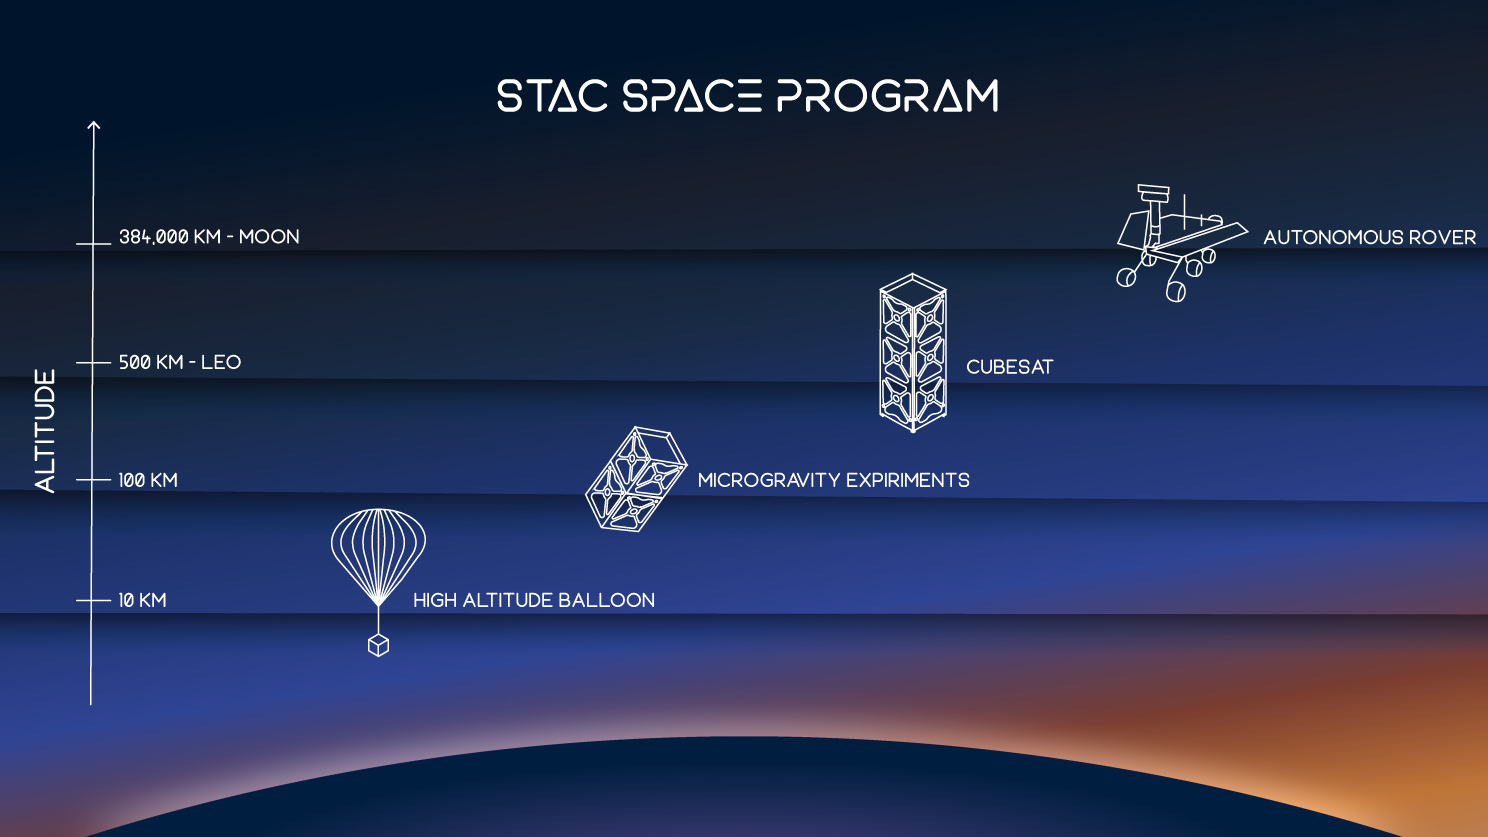 STAC SPACE PROGRAM
384,000 KM - MOON
AUTONOMOUS ROVER
500 KM - LEO
CUBESAT
ALTITUDE
100 KM
MICROGRAVITY EXPIRIMENTS
10 KM
HIGH ALTITUDE BALLOON